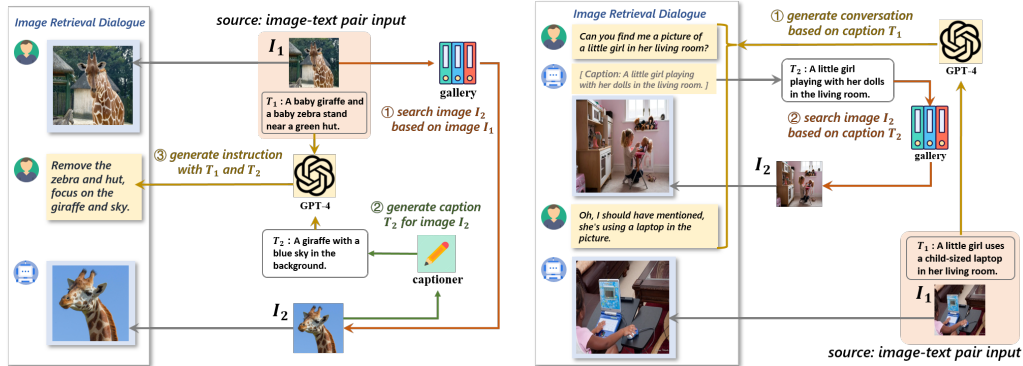 Image Retrieval Dialogue
source: image-text pair input
I₁
gallery
T₁ : A baby giraffe and
a baby zebra stand
near a green hut.
① search image I₂
based on image I₁
③ generate instruction
with T₁ and T₂
Remove the
zebra and hut,
focus on the
giraffe and sky.
GPT-4
② generate caption
T₂ for image I₂
T₂ : A giraffe with a
blue sky in the
background.
captioner
I₂
Image Retrieval Dialogue
① generate conversation
based on caption T₁
Can you find me a picture of
a little girl in her living room?
GPT-4
[ Caption: A little girl playing
with her dolls in the living room. ]
T₂ : A little girl
playing with her dolls
in the living room.
② search image I₂
based on caption T₂
gallery
I₂
Oh, I should have mentioned,
she's using a laptop in the
picture.
T₁ : A little girl uses
a child-sized laptop
in her living room.
I₁
source: image-text pair input